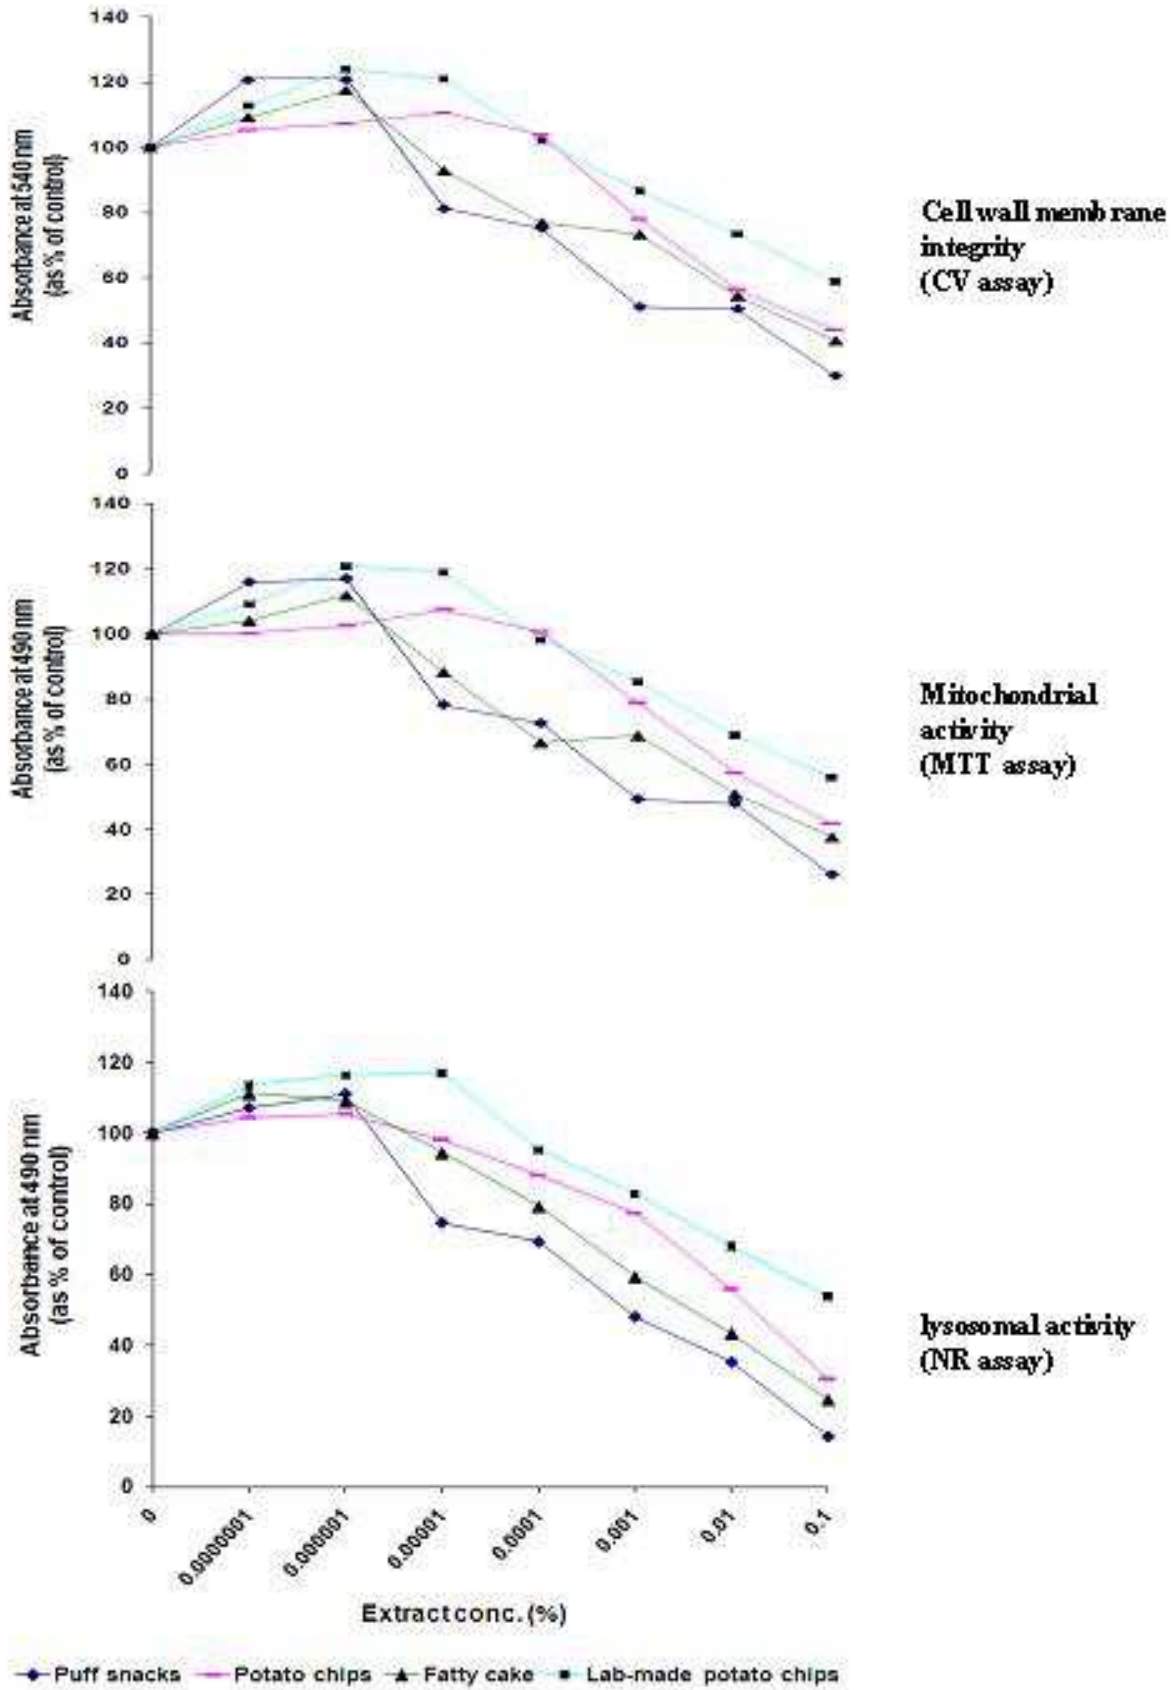 140
120
100
80
60
40
20
0
Absorbance at 540 nm
(as % of control)
Cell wall membrane
integrity
(CV assay)
140
120
100
80
60
40
20
0
Absorbance at 490 nm
(as % of control)
Mitochondrial
activity
(MTT assay)
140
120
100
80
60
40
20
0
Absorbance at 490 nm
(as % of control)
lysosomal activity
(NR assay)
0
0.0000001
0.000001
0.00001
0.0001
0.001
0.01
0.1
Extract conc. (%)
Puff snacks Potato chips Fatty cake Lab-made potato chips